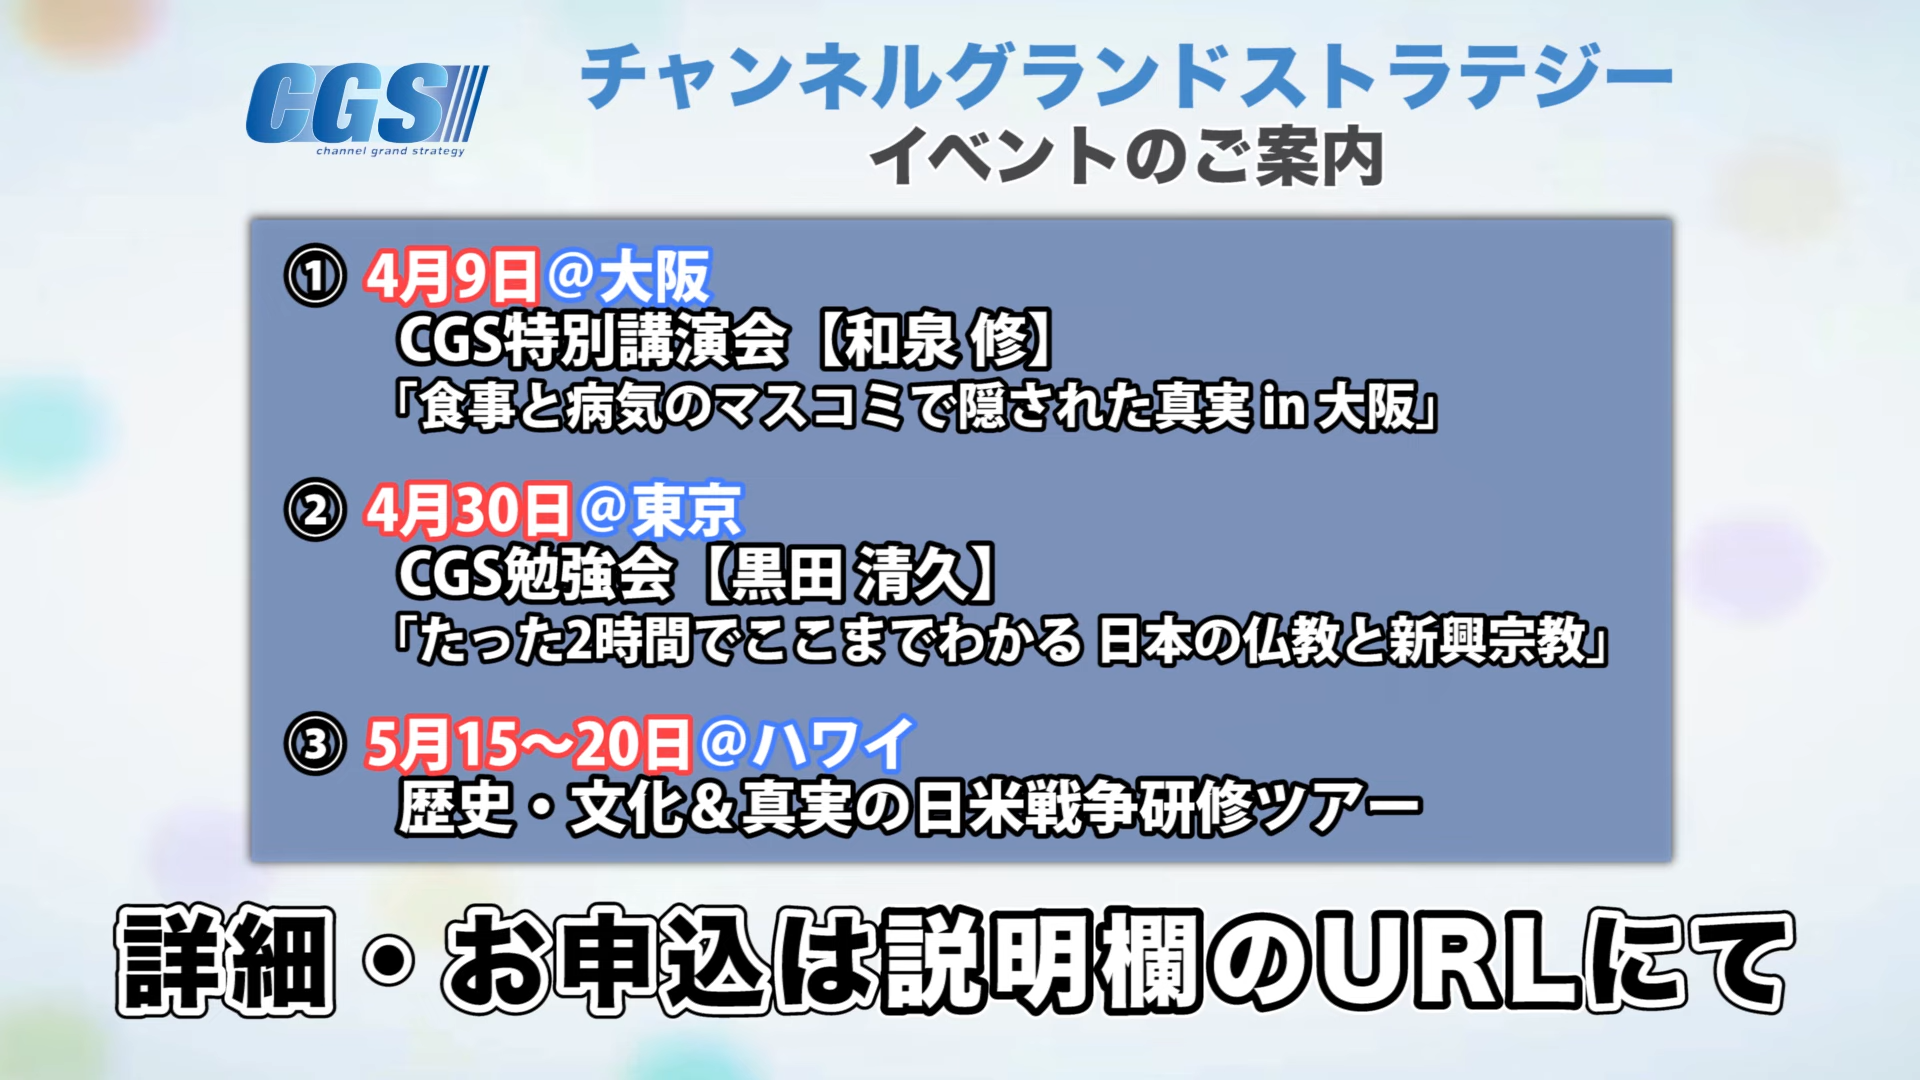 CGS
channel grand strategy
チャンネルグランドストラテジー
イベントのご案内
① 4月9日@大阪
CGS特別講演会【和泉 修】
「食事と病気のマスコミで隠された真実 in 大阪」
② 4月30日@東京
CGS勉強会【黒田 清久】
「たった2時間でここまでわかる 日本の仏教と新興宗教」
③ 5月15〜20日@ハワイ
歴史・文化＆真実の日米戦争研修ツアー
詳細・お申込は説明欄のURLにて